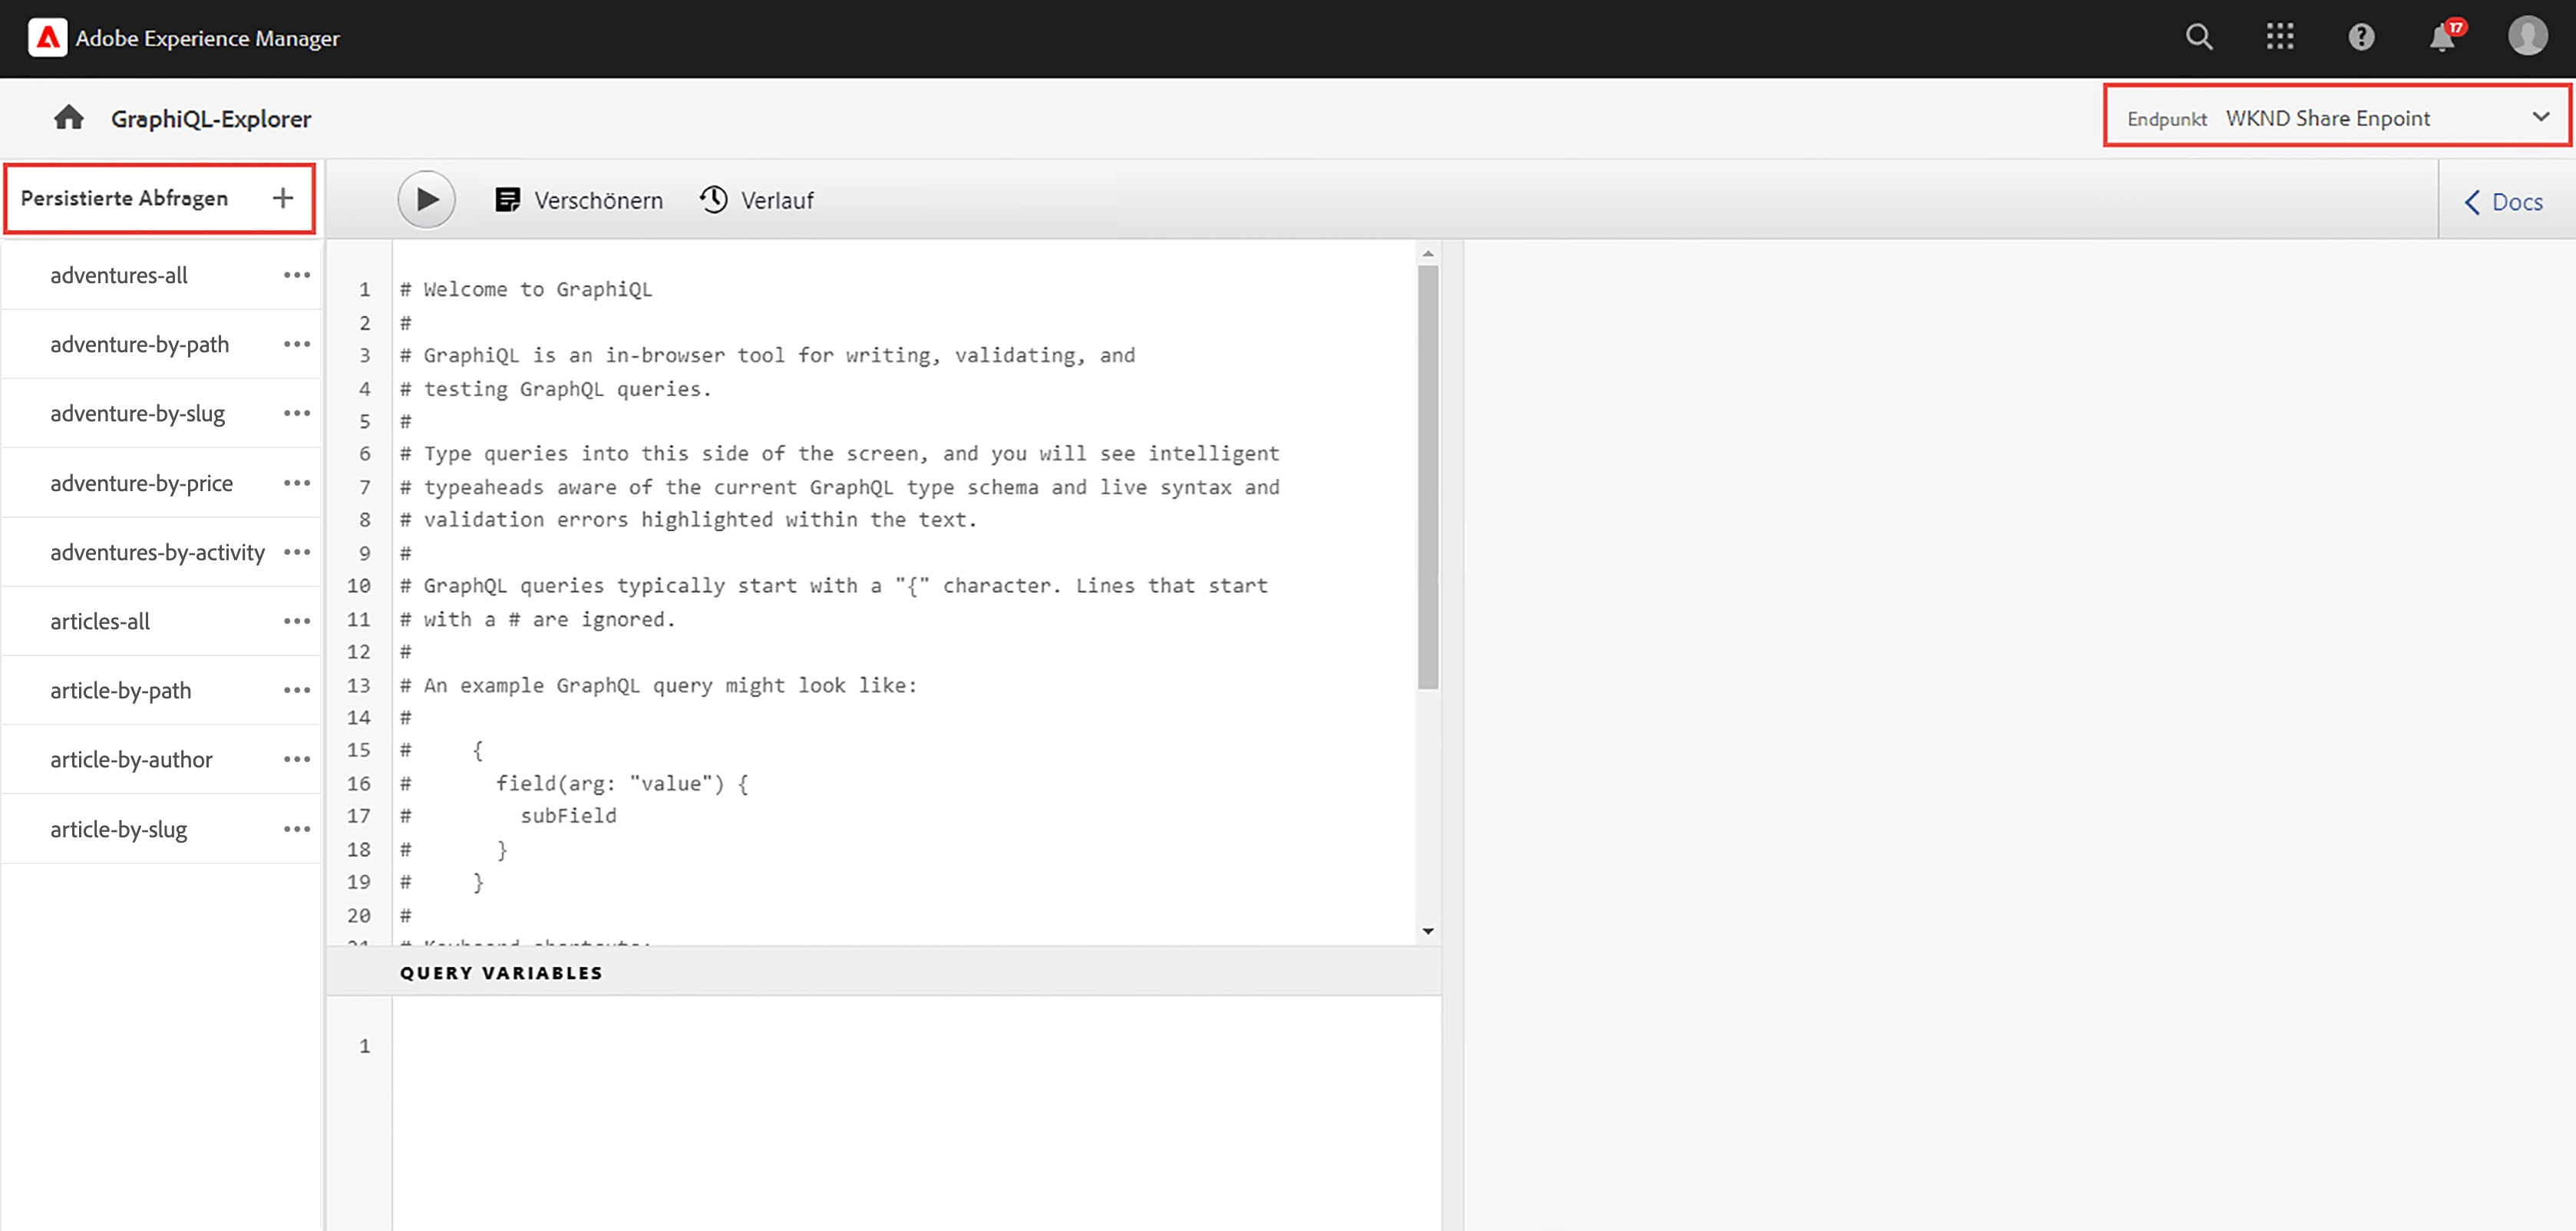 Adobe Experience Manager
17
GraphiQL-Explorer
Endpunkt WKND Share Enpoint
Persistierte Abfragen +
Verschönern
Verlauf
Docs
adventures-all
adventure-by-path
adventure-by-slug
adventure-by-price
adventures-by-activity
articles-all
article-by-path
article-by-author
article-by-slug
1 # Welcome to GraphiQL
2 #
3 # GraphiQL is an in-browser tool for writing, validating, and
4 # testing GraphQL queries.
5 #
6 # Type queries into this side of the screen, and you will see intelligent
7 # typeaheads aware of the current GraphQL type schema and live syntax and
8 # validation errors highlighted within the text.
9 #
10 # GraphQL queries typically start with a "{" character. Lines that start
11 # with a # are ignored.
12 #
13 # An example GraphQL query might look like:
14 #
15 #     {
16 #       field(arg: "value") {
17 #         subField
18 #       }
19 #     }
20 #
21 # Keyboard shortcuts:
QUERY VARIABLES
1